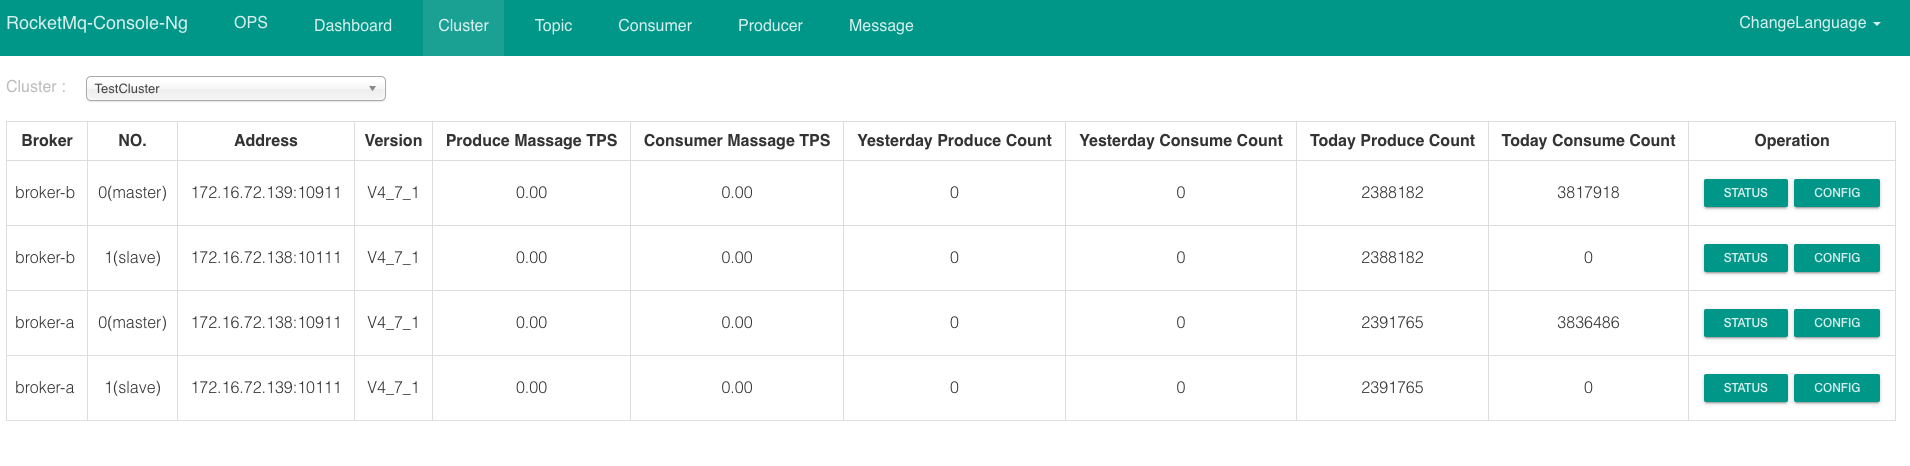 RocketMq-Console-Ng OPS Dashboard Cluster Topic Consumer Producer Message ChangeLanguage
Cluster : TestCluster
Broker NO. Address Version Produce Massage TPS Consumer Massage TPS Yesterday Produce Count Yesterday Consume Count Today Produce Count Today Consume Count Operation
broker-b 0(master) 172.16.72.139:10911 V4_7_1 0.00 0.00 0 0 2388182 3817918 STATUS CONFIG
broker-b 1(slave) 172.16.72.138:10111 V4_7_1 0.00 0.00 0 0 2388182 0 STATUS CONFIG
broker-a 0(master) 172.16.72.138:10911 V4_7_1 0.00 0.00 0 0 2391765 3836486 STATUS CONFIG
broker-a 1(slave) 172.16.72.139:10111 V4_7_1 0.00 0.00 0 0 2391765 0 STATUS CONFIG